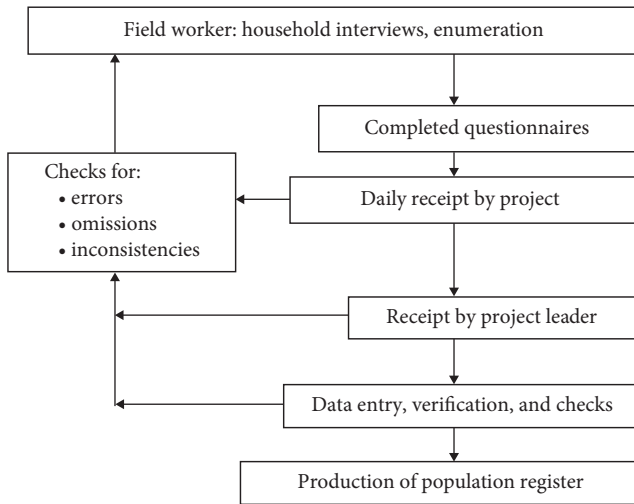 Field worker: household interviews, enumeration
Completed questionnaires
Checks for:
• errors
• omissions
• inconsistencies
Daily receipt by project
Receipt by project leader
Data entry, verification, and checks
Production of population register